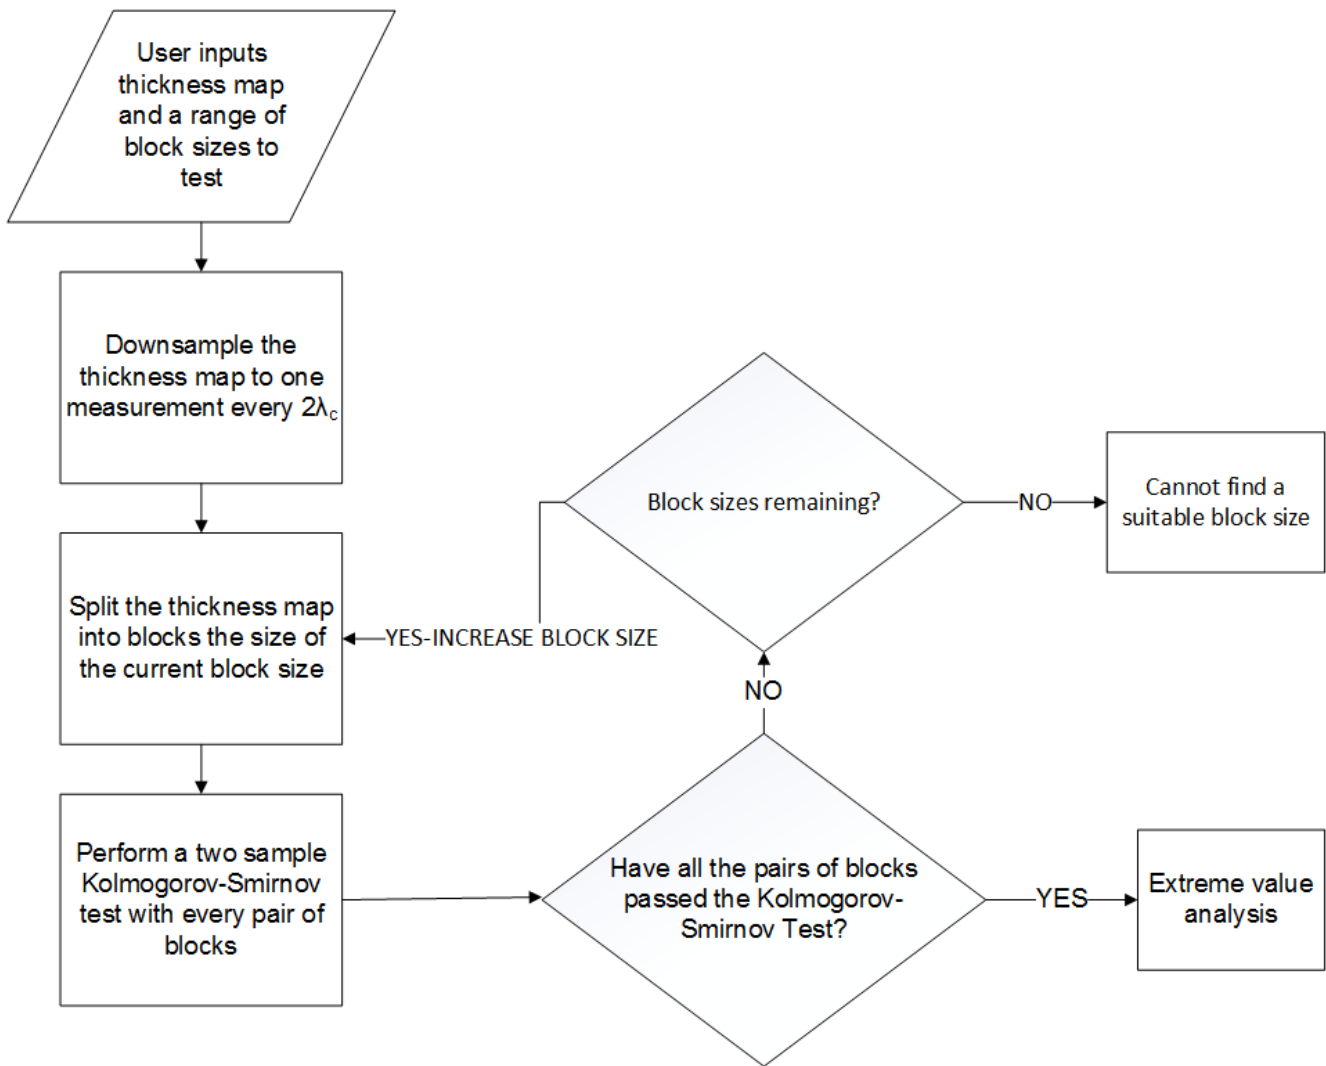 User inputs
thickness map
and a range of
block sizes to
test
Downsample the
thickness map to one
measurement every 2λc
Split the thickness map
into blocks the size of
the current block size
Perform a two sample
Kolmogorov-Smirnov
test with every pair of
blocks
Have all the pairs of blocks
passed the Kolmogorov-
Smirnov Test?
YES
Extreme value
analysis
NO
Block sizes remaining?
YES-INCREASE BLOCK SIZE
NO
Cannot find a
suitable block size